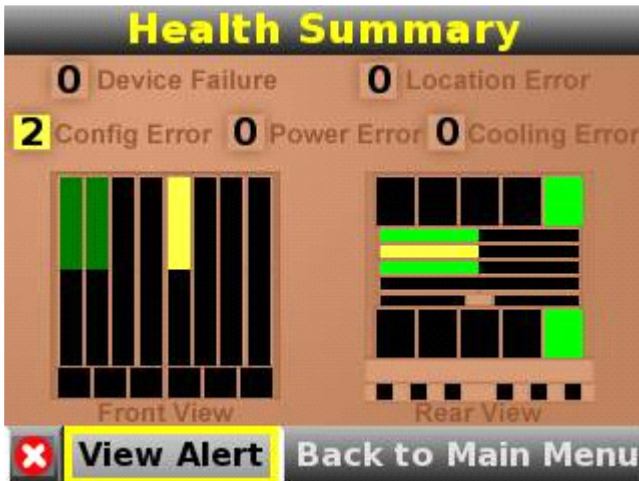 Health Summary
0 Device Failure 0 Location Error
2 Config Error 0 Power Error 0 Cooling Error
Front View Rear View
View Alert Back to Main Menu